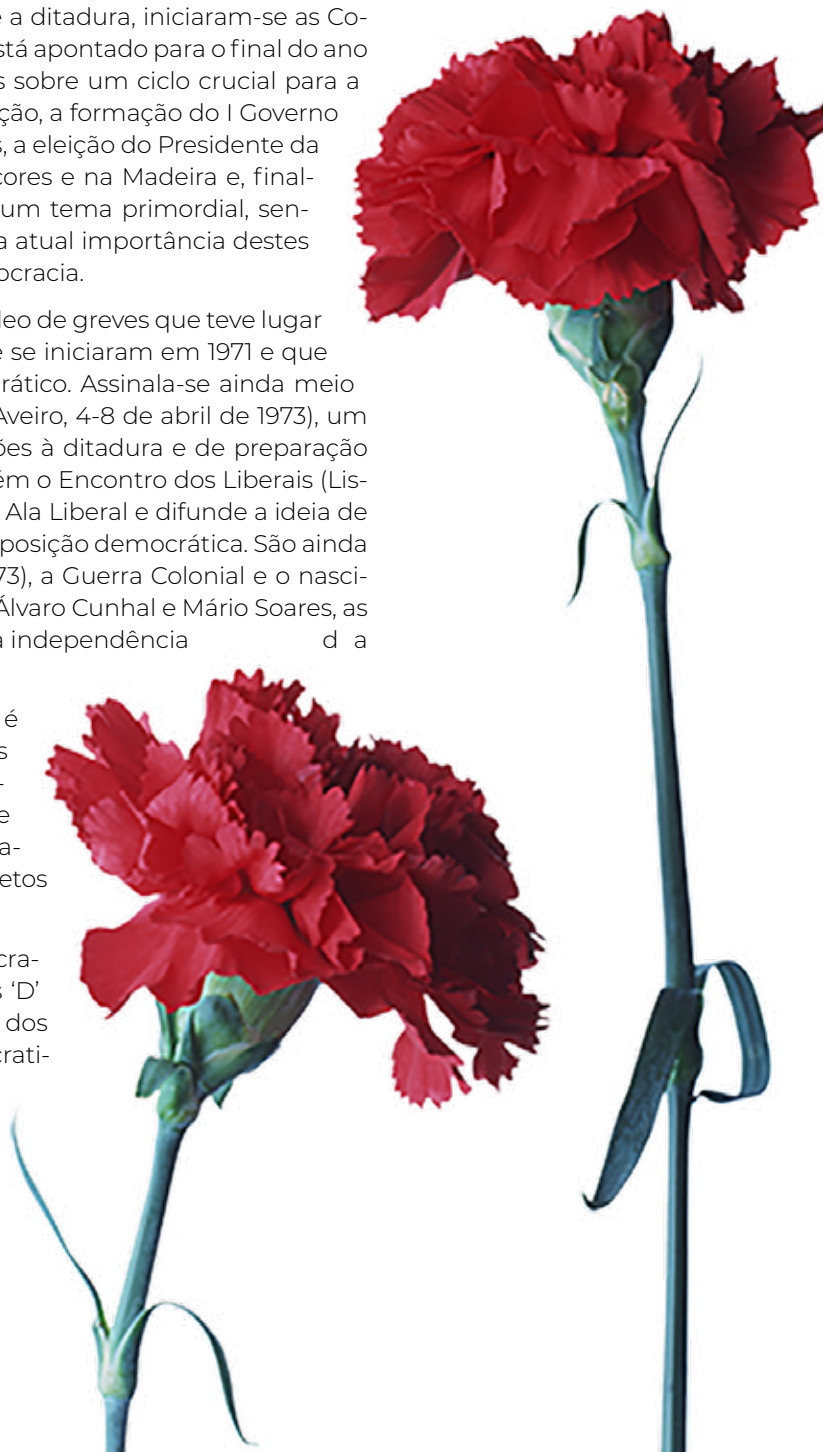 e a ditadura, iniciaram-se as Co-
stá apontado para o final do ano
s sobre um ciclo crucial para a
ção, a formação do I Governo
s, a eleição do Presidente da
cores e na Madeira e, final-
um tema primordial, sen-
a atual importância destes
ocracia.
leo de greves que teve lugar
e se iniciaram em 1971 e que
rático. Assinala-se ainda meio
Aveiro, 4-8 de abril de 1973), um
ões à ditadura e de preparação
ém o Encontro dos Liberais (Lis-
Ala Liberal e difunde a ideia de
posição democrática. São ainda
73), a Guerra Colonial e o nasci-
Álvaro Cunhal e Mário Soares, as
a independência d a
é
s
-
e
a-
etos
cra-
s ‘D’
dos
crati-